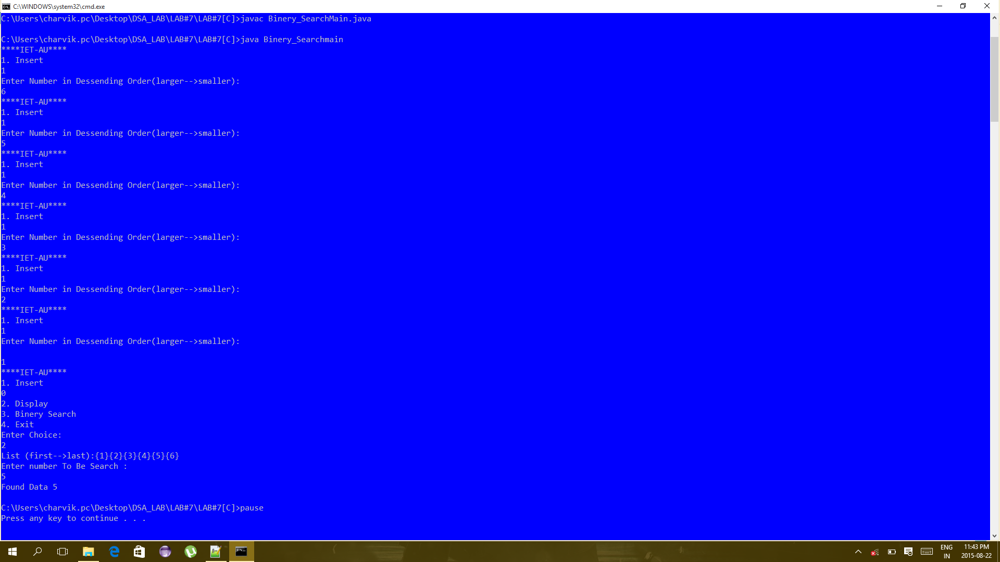 C:\WINDOWS\system32\cmd.exe
C:\Users\charvik.pc\Desktop\DSA_LAB\LAB#7\LAB#7[C]>javac Binery_SearchMain.java
C:\Users\charvik.pc\Desktop\DSA_LAB\LAB#7\LAB#7[C]>java Binery_Searchmain
****IET-AU****
1. Insert
1
Enter Number in Dessending Order(larger-->smaller):
6
****IET-AU****
1. Insert
1
Enter Number in Dessending Order(larger-->smaller):
5
****IET-AU****
1. Insert
1
Enter Number in Dessending Order(larger-->smaller):
4
****IET-AU****
1. Insert
1
Enter Number in Dessending Order(larger-->smaller):
3
****IET-AU****
1. Insert
1
Enter Number in Dessending Order(larger-->smaller):
2
****IET-AU****
1. Insert
1
Enter Number in Dessending Order(larger-->smaller):
1
****IET-AU****
1. Insert
0
2. Display
3. Binery Search
4. Exit
Enter Choice:
2
List (first-->last):{1}{2}{3}{4}{5}{6}
Enter number To Be Search :
5
Found Data 5
C:\Users\charvik.pc\Desktop\DSA_LAB\LAB#7\LAB#7[C]>pause
Press any key to continue . . .
ENG
IN
11:43 PM
2015-08-22